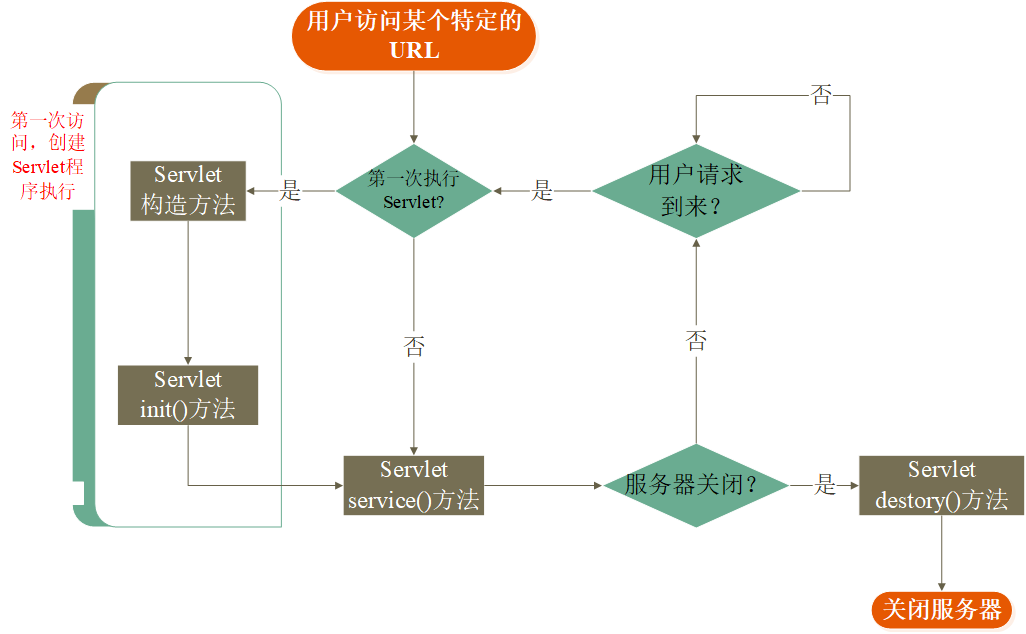 用户访问某个特定的
URL
否
第一次访
问，创建
Servlet程
序执行
Servlet
构造方法
是
第一次执行
Servlet?
是
用户请求
到来？
否
否
Servlet
init()方法
Servlet
service()方法
服务器关闭？
是
Servlet
destory()方法
关闭服务器